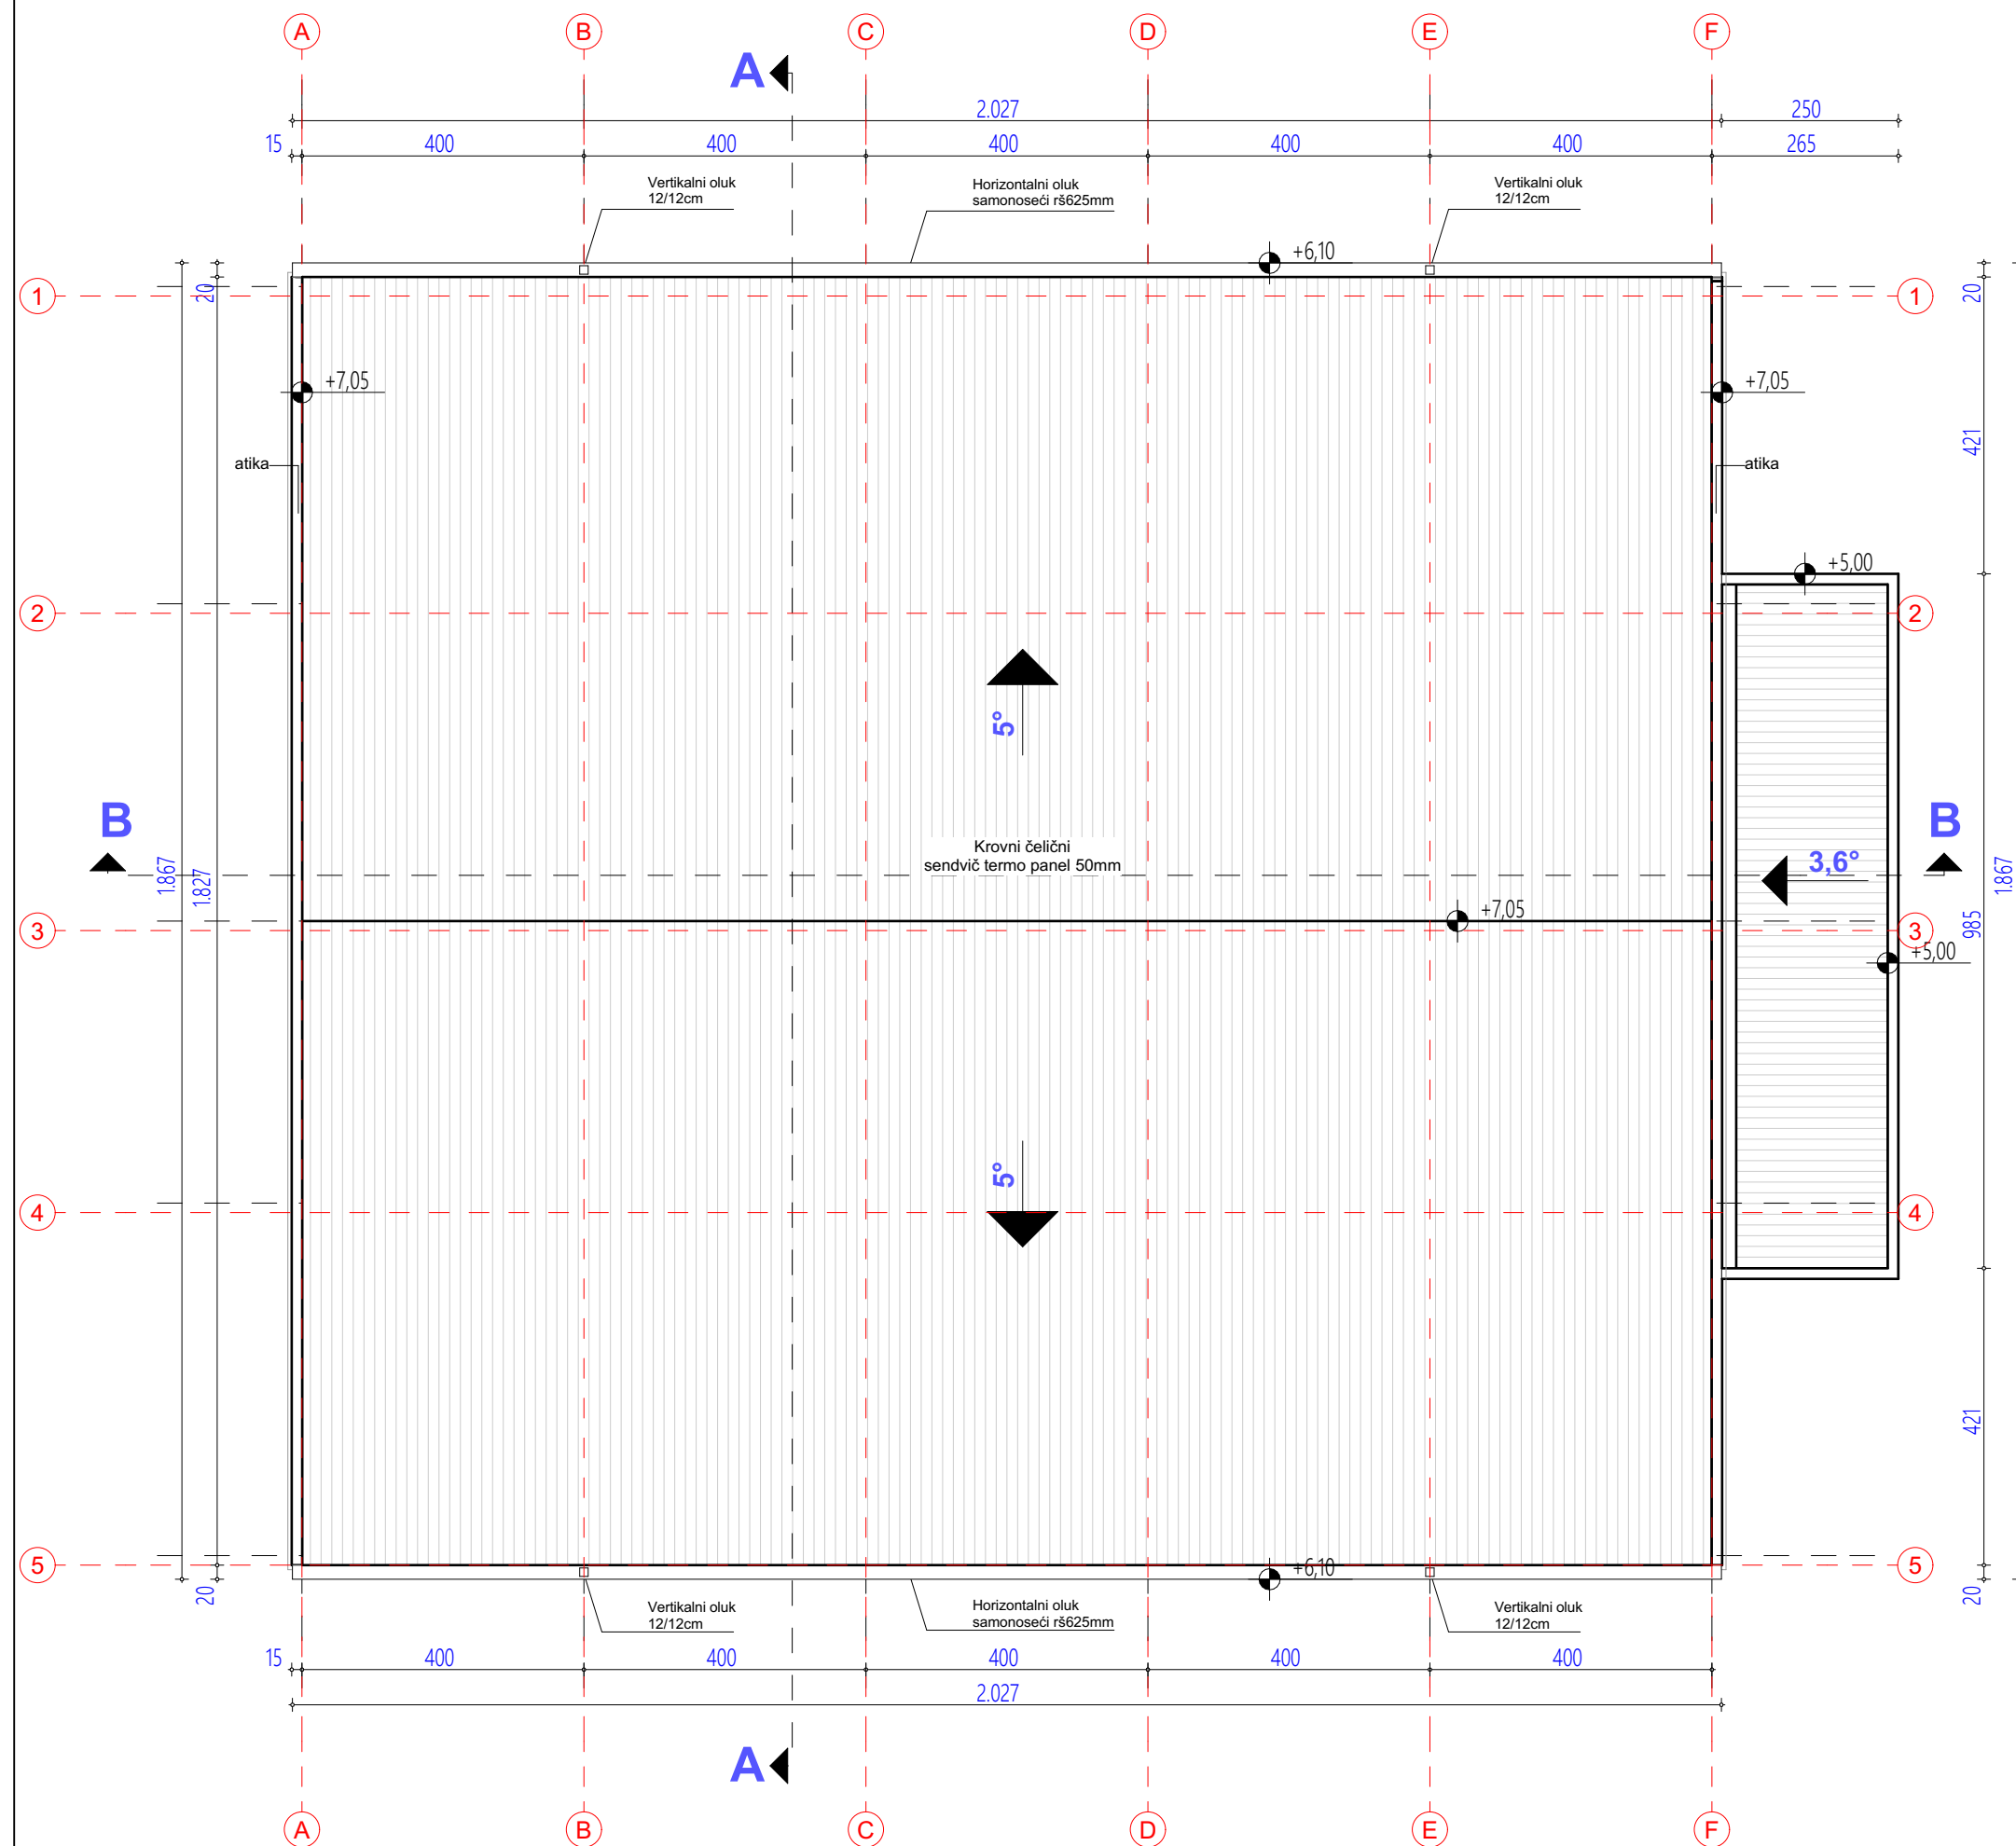 A B C D E F
A
2.027 250
15 400 400 400 400 400 265
Vertikalni oluk
12/12cm
Horizontalni oluk
samonoseći rš625mm
Vertikalni oluk
12/12cm
+6,10
1 20 20 1
+7,05 +7,05
421
atika atika
+5,00
2 2
5°
B B
Krovni čelični
sendvič termo panel 50mm
3,6°
1.867 1.827 1.867
+7,05
3 3 985
+5,00
5°
4 4
421
5 5
+6,10
20 20
Vertikalni oluk
12/12cm
Horizontalni oluk
samonoseći rš625mm
Vertikalni oluk
12/12cm
15 400 400 400 400 400
2.027
A
A B C D E F